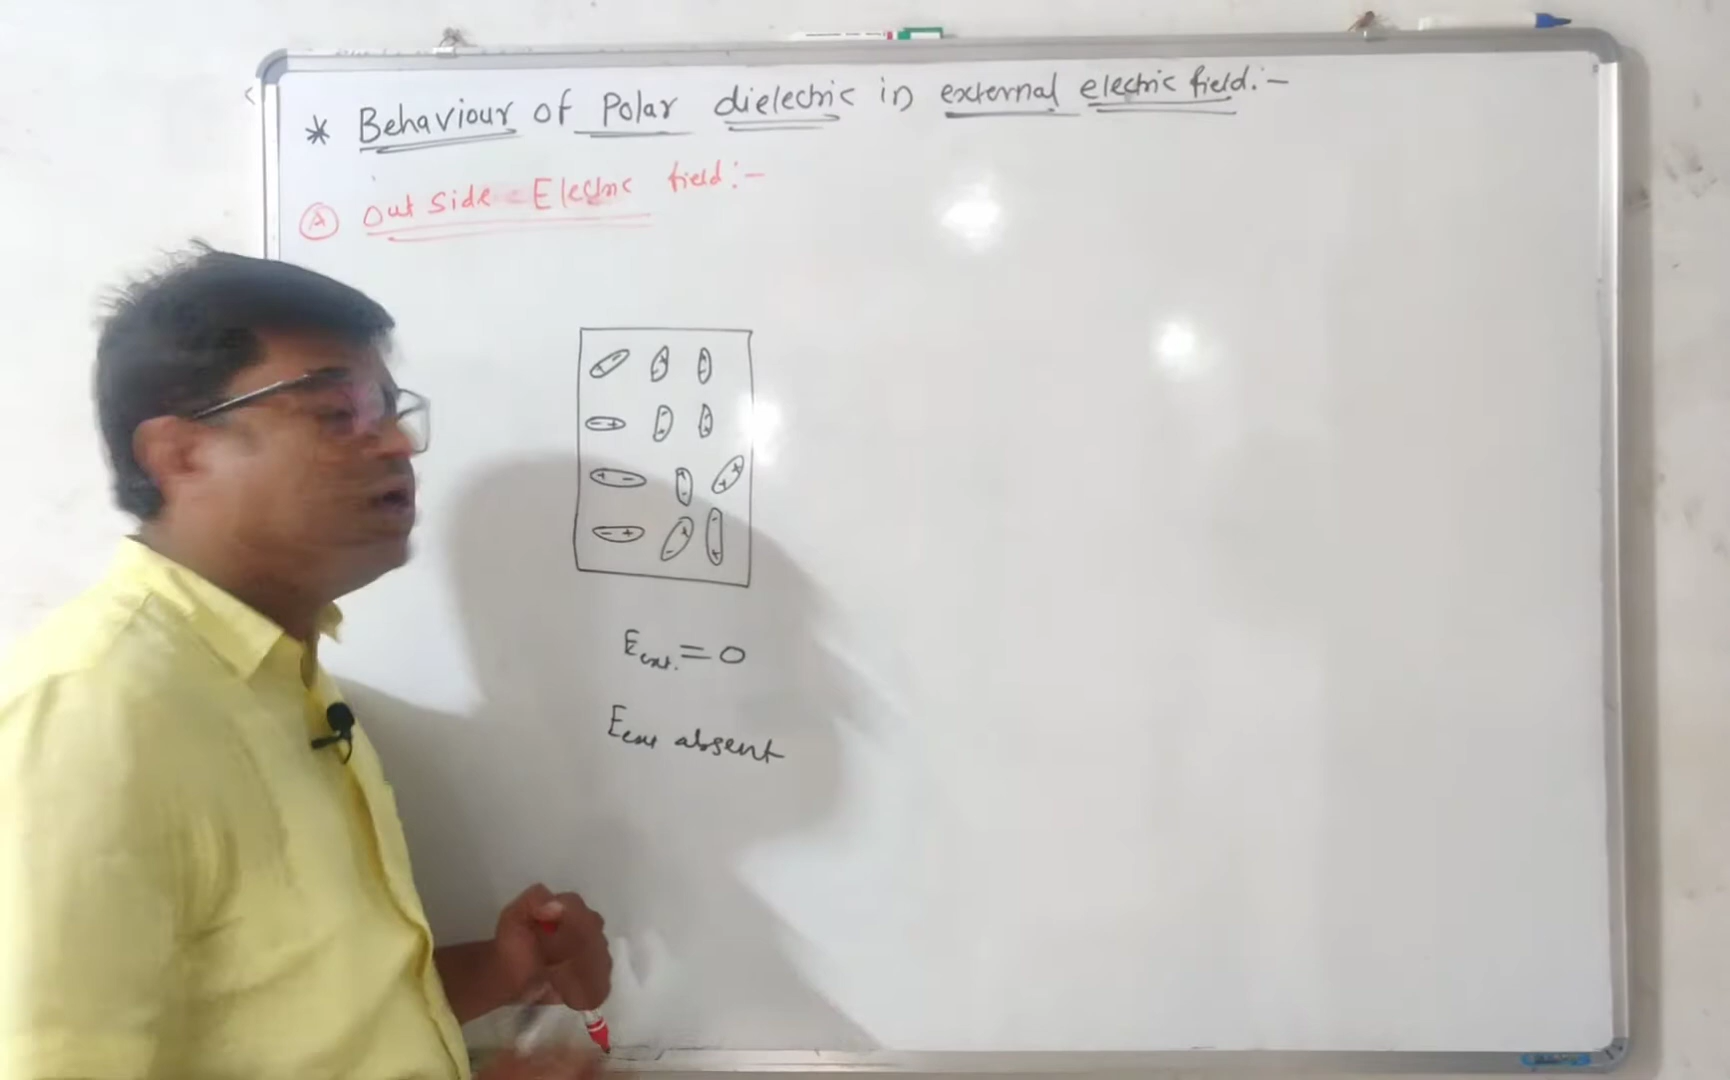 * Behaviour of Polar dielectric in external electric field:-
A Out Side Electric field:-
Eext. = 0
Eext absent